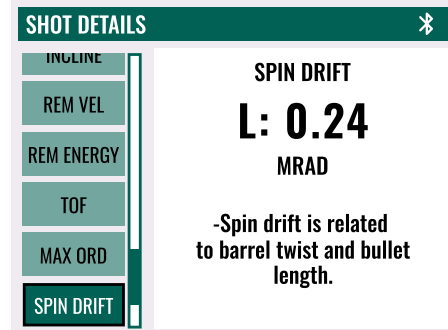 SHOT DETAILS
INCLINE
REM VEL
REM ENERGY
TOF
MAX ORD
SPIN DRIFT
SPIN DRIFT
L: 0.24
MRAD
-Spin drift is related
to barrel twist and bullet
length.